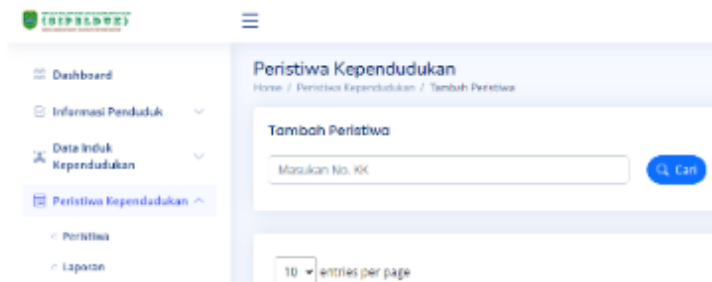 (SIPELDUK)
Dashboard
Peristiwa Kependudukan
Home / Peristiwa Kependudukan / Tambah Peristiwa
Informasi Penduduk
Tambah Peristiwa
Data Induk
Kependudukan
Masukan No. KK
Cari
Peristiwa Kependudukan
Peristiwa
Laporan
10 entries per page